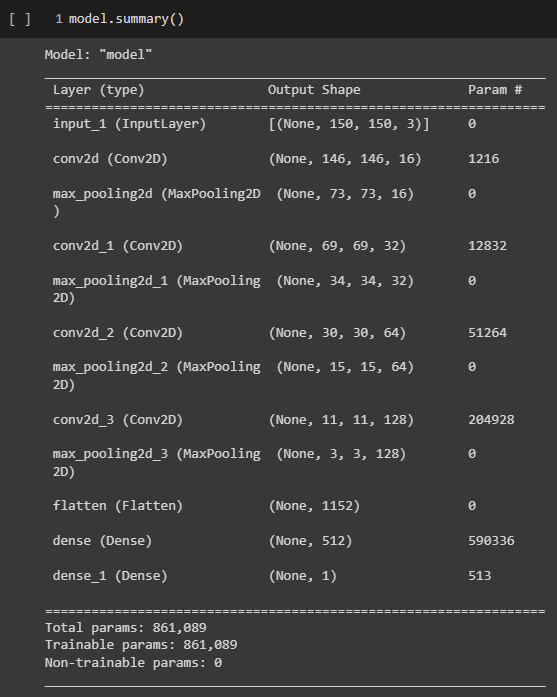 [ ] 1 model.summary()
Model: "model"
_________________________________________________________________
Layer (type) Output Shape Param #
=================================================================
input_1 (InputLayer) [(None, 150, 150, 3)] 0
conv2d (Conv2D) (None, 146, 146, 16) 1216
max_pooling2d (MaxPooling2D (None, 73, 73, 16) 0
)
conv2d_1 (Conv2D) (None, 69, 69, 32) 12832
max_pooling2d_1 (MaxPooling (None, 34, 34, 32) 0
2D)
conv2d_2 (Conv2D) (None, 30, 30, 64) 51264
max_pooling2d_2 (MaxPooling (None, 15, 15, 64) 0
2D)
conv2d_3 (Conv2D) (None, 11, 11, 128) 204928
max_pooling2d_3 (MaxPooling (None, 3, 3, 128) 0
2D)
flatten (Flatten) (None, 1152) 0
dense (Dense) (None, 512) 590336
dense_1 (Dense) (None, 1) 513
=================================================================
Total params: 861,089
Trainable params: 861,089
Non-trainable params: 0
_________________________________________________________________